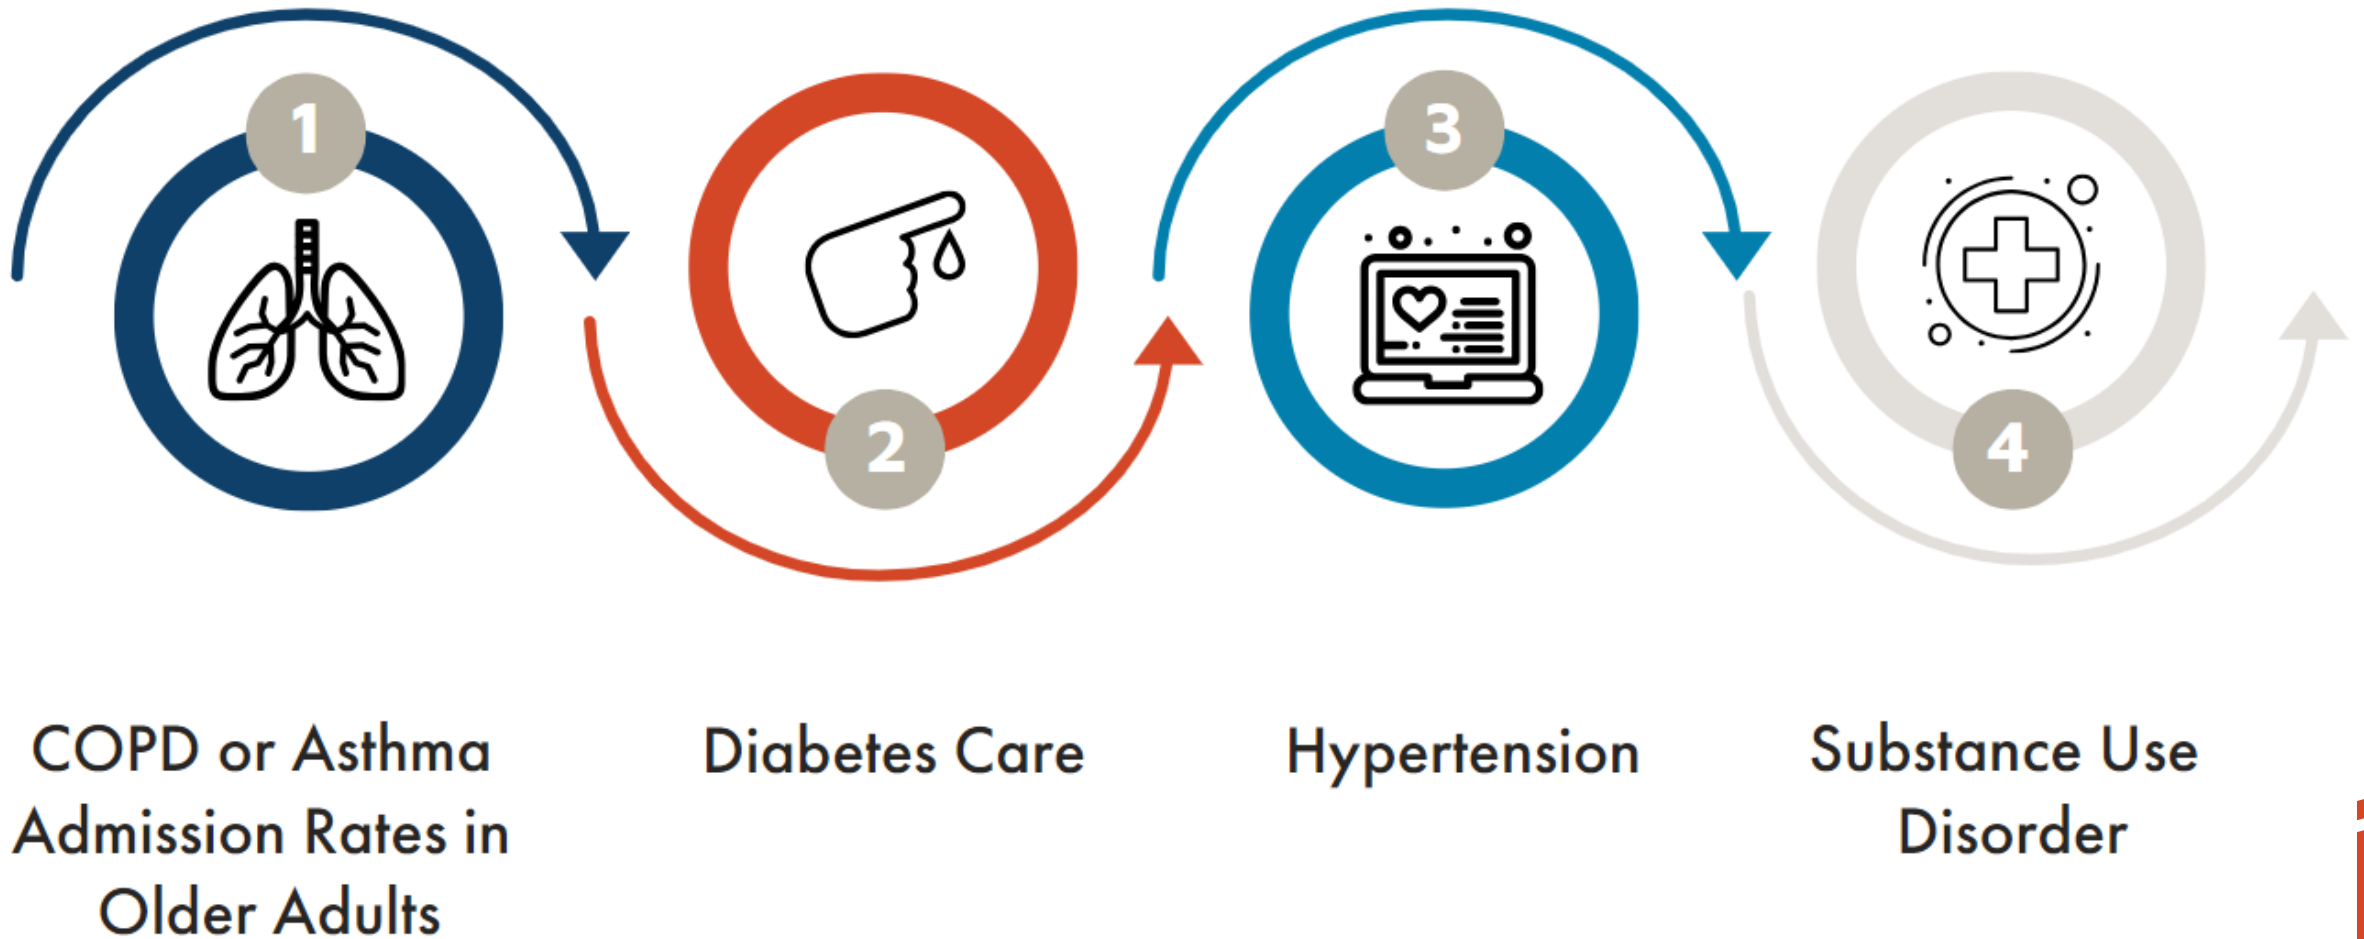 1
2
3
4
COPD or Asthma
Admission Rates in
Older Adults
Diabetes Care
Hypertension
Substance Use
Disorder